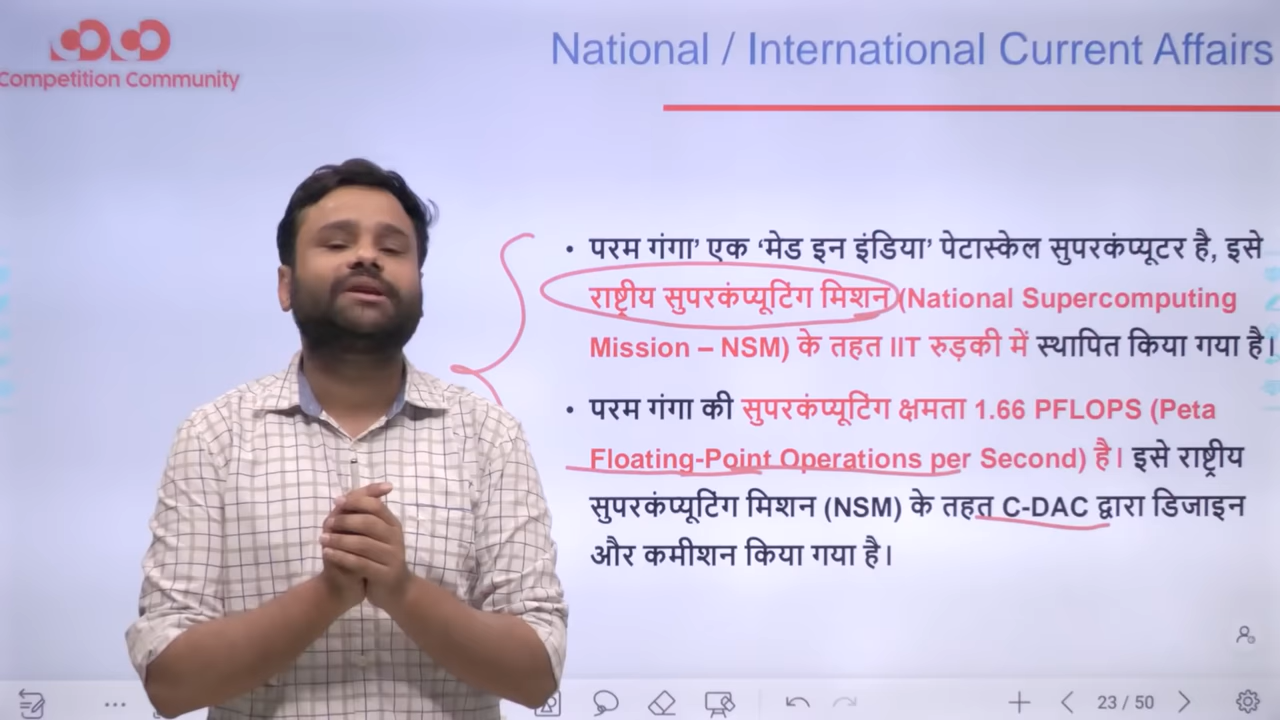 Competition Community
National / International Current Affairs
• परम गंगा’ एक ‘मेड इन इंडिया’ पेटास्केल सुपरकंप्यूटर है, इसे
राष्ट्रीय सुपरकंप्यूटिंग मिशन (National Supercomputing
Mission – NSM) के तहत IIT रुड़की में स्थापित किया गया है।
• परम गंगा की सुपरकंप्यूटिंग क्षमता 1.66 PFLOPS (Peta
Floating-Point Operations per Second) है। इसे राष्ट्रीय
सुपरकंप्यूटिंग मिशन (NSM) के तहत C-DAC द्वारा डिजाइन
और कमीशन किया गया है।
23 / 50